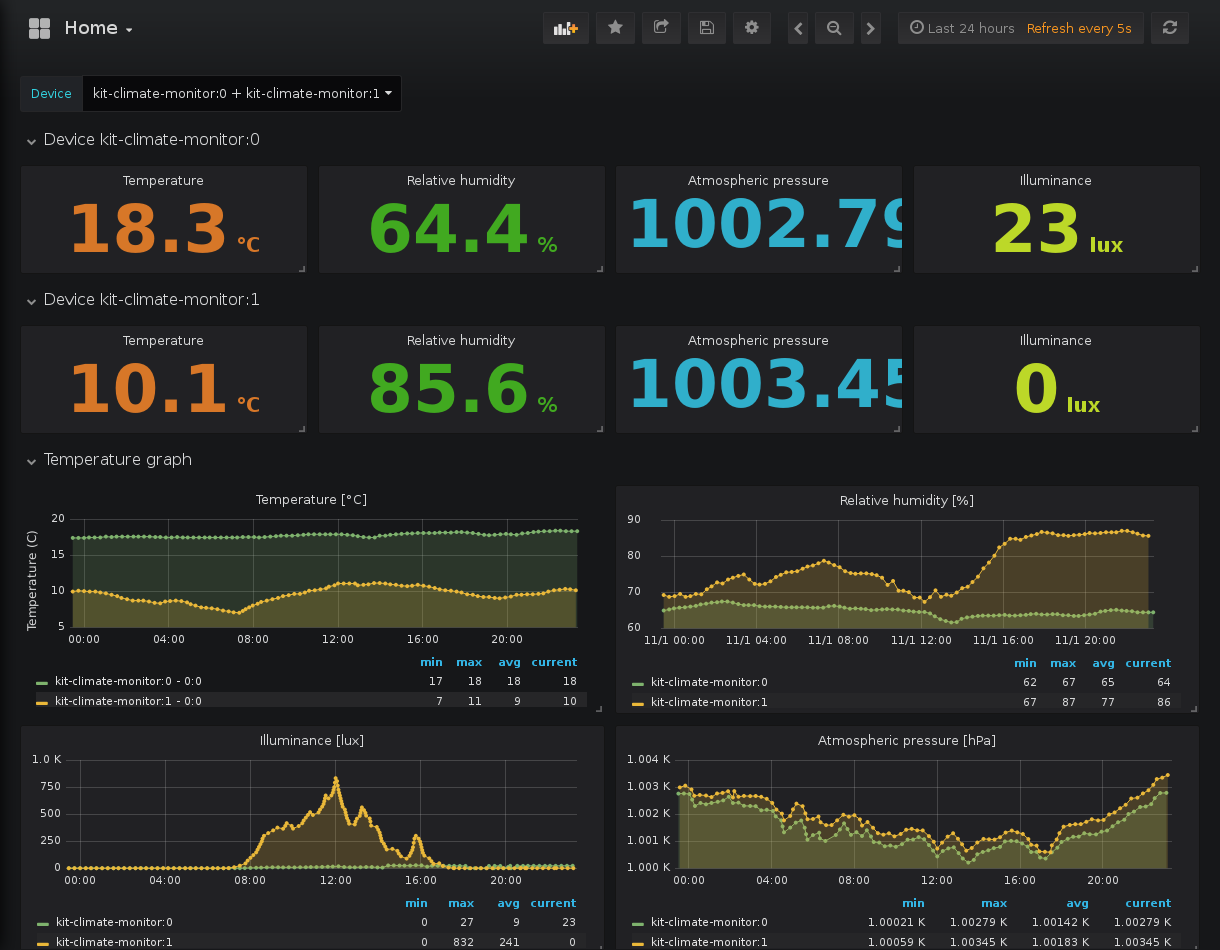 Home
Last 24 hours Refresh every 5s
Device kit-climate-monitor:0 + kit-climate-monitor:1
Device kit-climate-monitor:0
Temperature Relative humidity Atmospheric pressure Illuminance
18.3 °C 64.4 % 1002.79 23 lux
Device kit-climate-monitor:1
Temperature Relative humidity Atmospheric pressure Illuminance
10.1 °C 85.6 % 1003.45 0 lux
Temperature graph
Temperature [°C]
Temperature (C)
20
15
10
5
00:00 04:00 08:00 12:00 16:00 20:00
min max avg current
kit-climate-monitor:0 - 0:0 17 18 18 18
kit-climate-monitor:1 - 0:0 7 11 9 10
Relative humidity [%]
90
80
70
60
11/1 00:00 11/1 04:00 11/1 08:00 11/1 12:00 11/1 16:00 11/1 20:00
min max avg current
kit-climate-monitor:0 62 67 65 64
kit-climate-monitor:1 67 87 77 86
Illuminance [lux]
1.0 K
750
500
250
0
00:00 04:00 08:00 12:00 16:00 20:00
min max avg current
kit-climate-monitor:0 0 27 9 23
kit-climate-monitor:1 0 832 241 0
Atmospheric pressure [hPa]
1.004 K
1.003 K
1.002 K
1.001 K
1.000 K
00:00 04:00 08:00 12:00 16:00 20:00
min max avg current
kit-climate-monitor:0 1.00021 K 1.00279 K 1.00142 K 1.00279 K
kit-climate-monitor:1 1.00059 K 1.00345 K 1.00183 K 1.00345 K